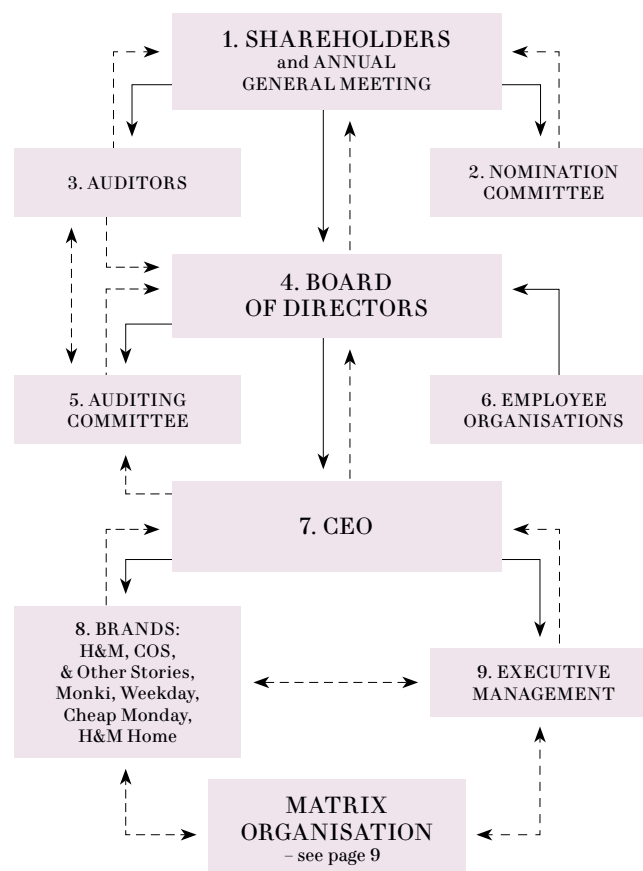 1. SHAREHOLDERS
and ANNUAL
GENERAL MEETING
3. AUDITORS
2. NOMINATION
COMMITTEE
4. BOARD
OF DIRECTORS
5. AUDITING
COMMITTEE
6. EMPLOYEE
ORGANISATIONS
7. CEO
8. BRANDS:
H&M, COS,
& Other Stories,
Monki, Weekday,
Cheap Monday,
H&M Home
9. EXECUTIVE
MANAGEMENT
MATRIX
ORGANISATION
– see page 9